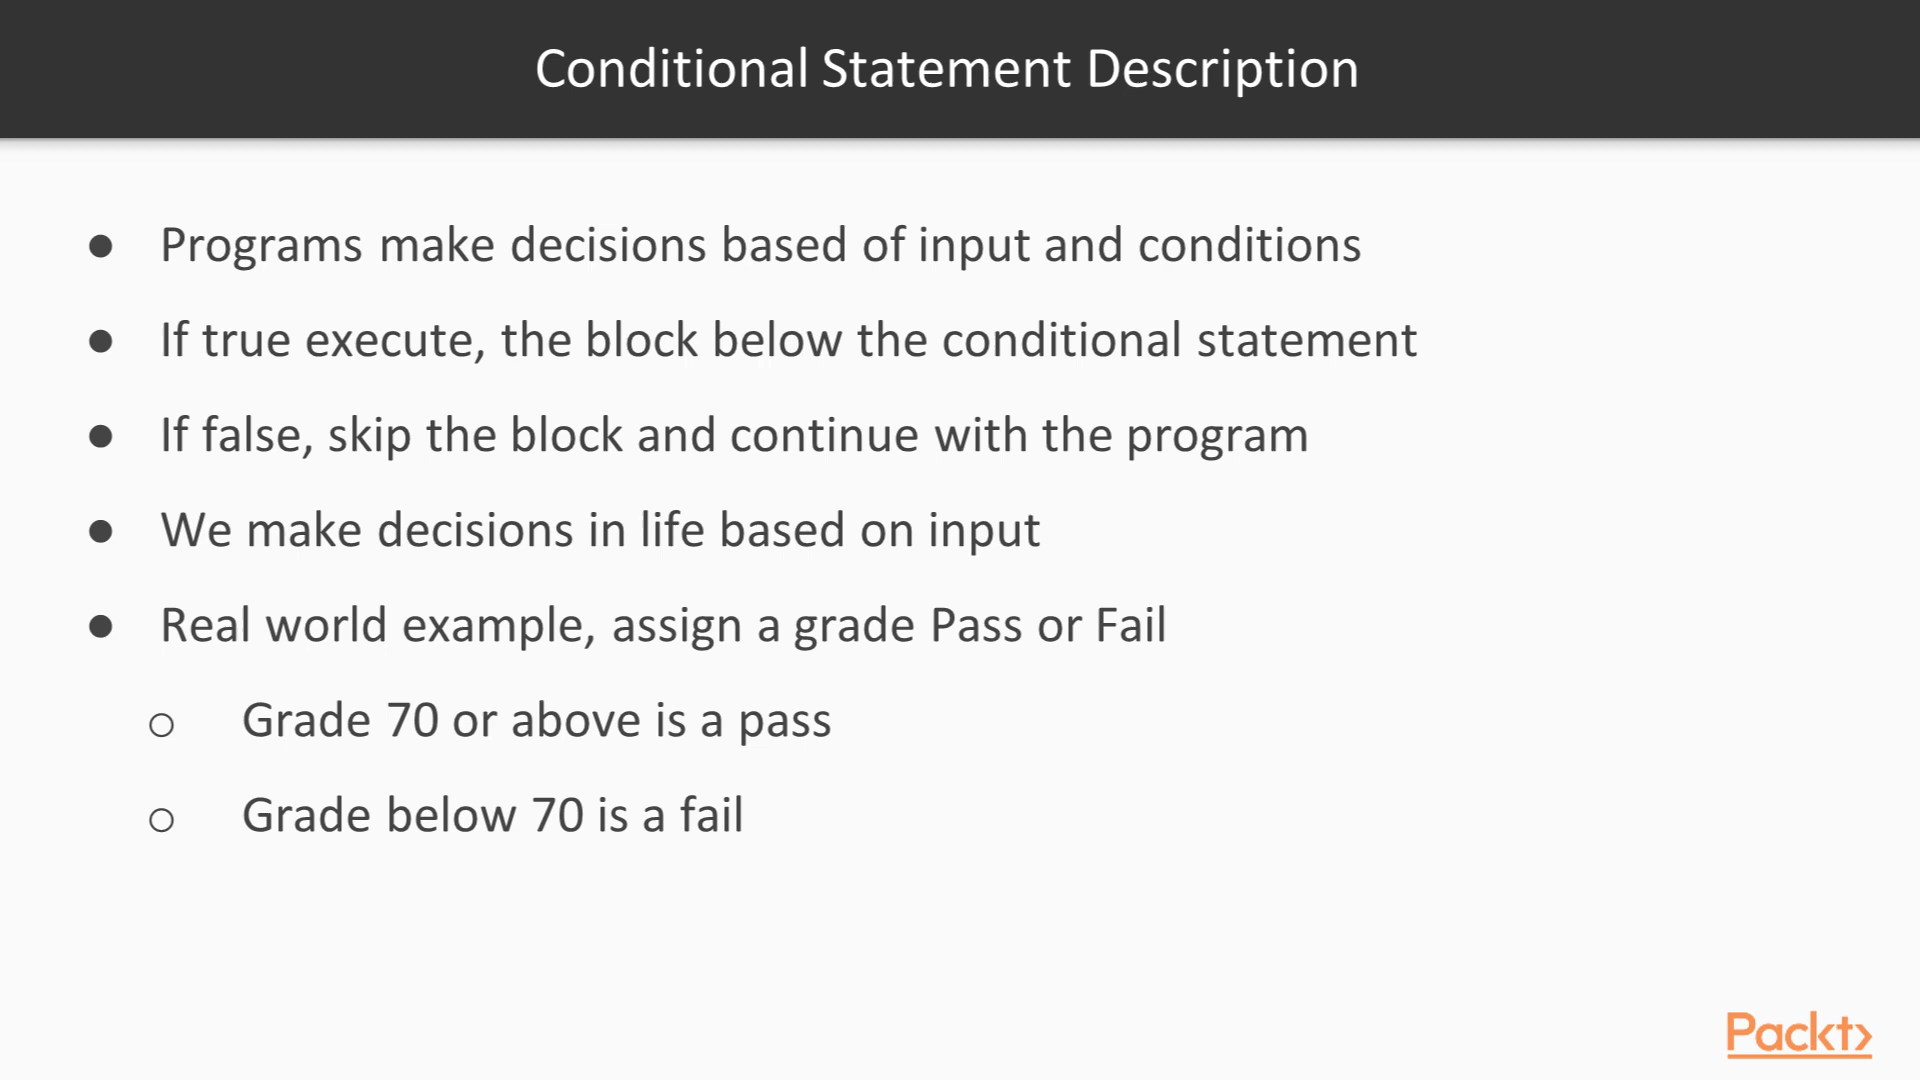 Conditional Statement Description
● Programs make decisions based of input and conditions
● If true execute, the block below the conditional statement
● If false, skip the block and continue with the program
● We make decisions in life based on input
● Real world example, assign a grade Pass or Fail
○ Grade 70 or above is a pass
○ Grade below 70 is a fail
Packt>